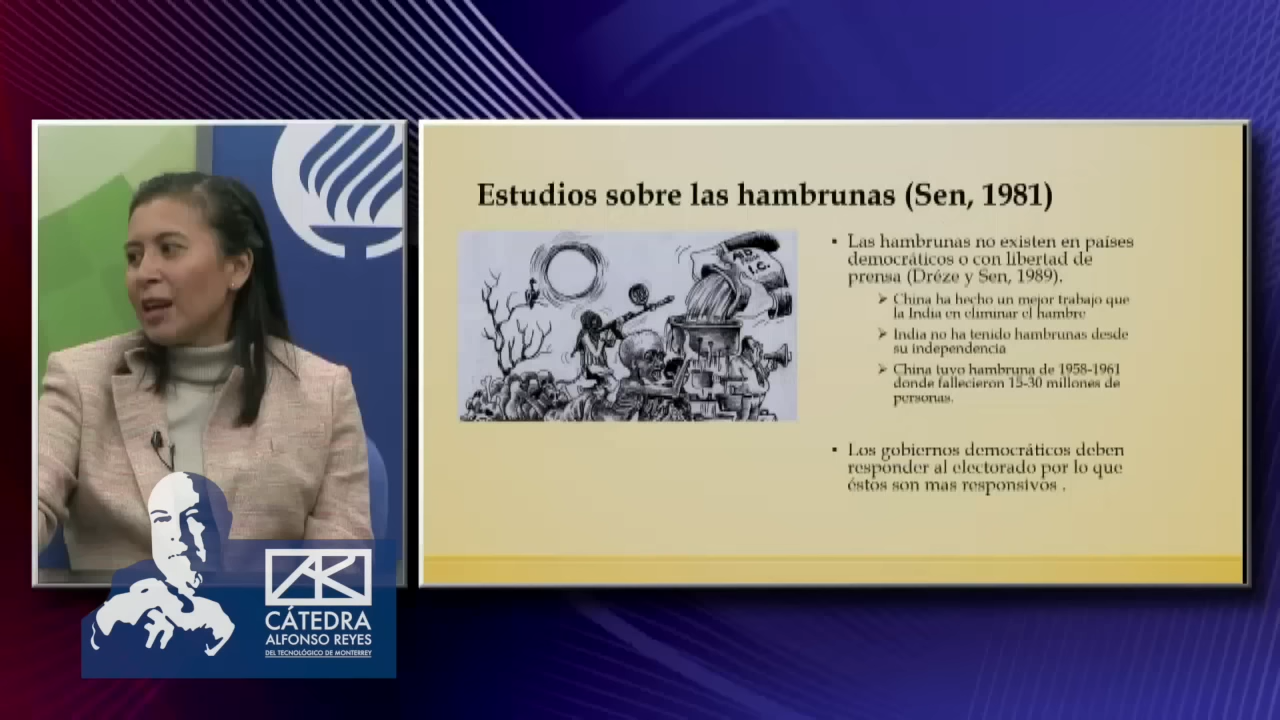 Estudios sobre las hambrunas (Sen, 1981)
AID
I.C.
▪ Las hambrunas no existen en países
democráticos o con libertad de
prensa (Dréze y Sen, 1989).
➢ China ha hecho un mejor trabajo que
la India en eliminar el hambre
➢ India no ha tenido hambrunas desde
su independencia
➢ China tuvo hambruna de 1958-1961
donde fallecieron 15-30 millones de
personas.
▪ Los gobiernos democráticos deben
responder al electorado por lo que
éstos son mas responsivos .
CÁTEDRA
ALFONSO REYES
DEL TECNOLÓGICO DE MONTERREY